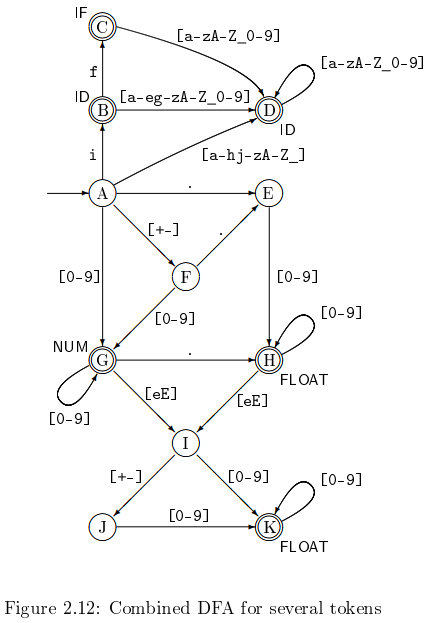 IF
C
[a-zA-Z_0-9]
[a-zA-Z_0-9]
f
ID
[a-eg-zA-Z_0-9]
B
D
ID
i
[a-hj-zA-Z_]
A
.
E
[+-]
.
[0-9]
F
[0-9]
[0-9]
[0-9]
NUM
.
G
H
FLOAT
[eE]
[eE]
[0-9]
I
[+-]
[0-9]
[0-9]
[0-9]
J
K
FLOAT
Figure 2.12: Combined DFA for several tokens